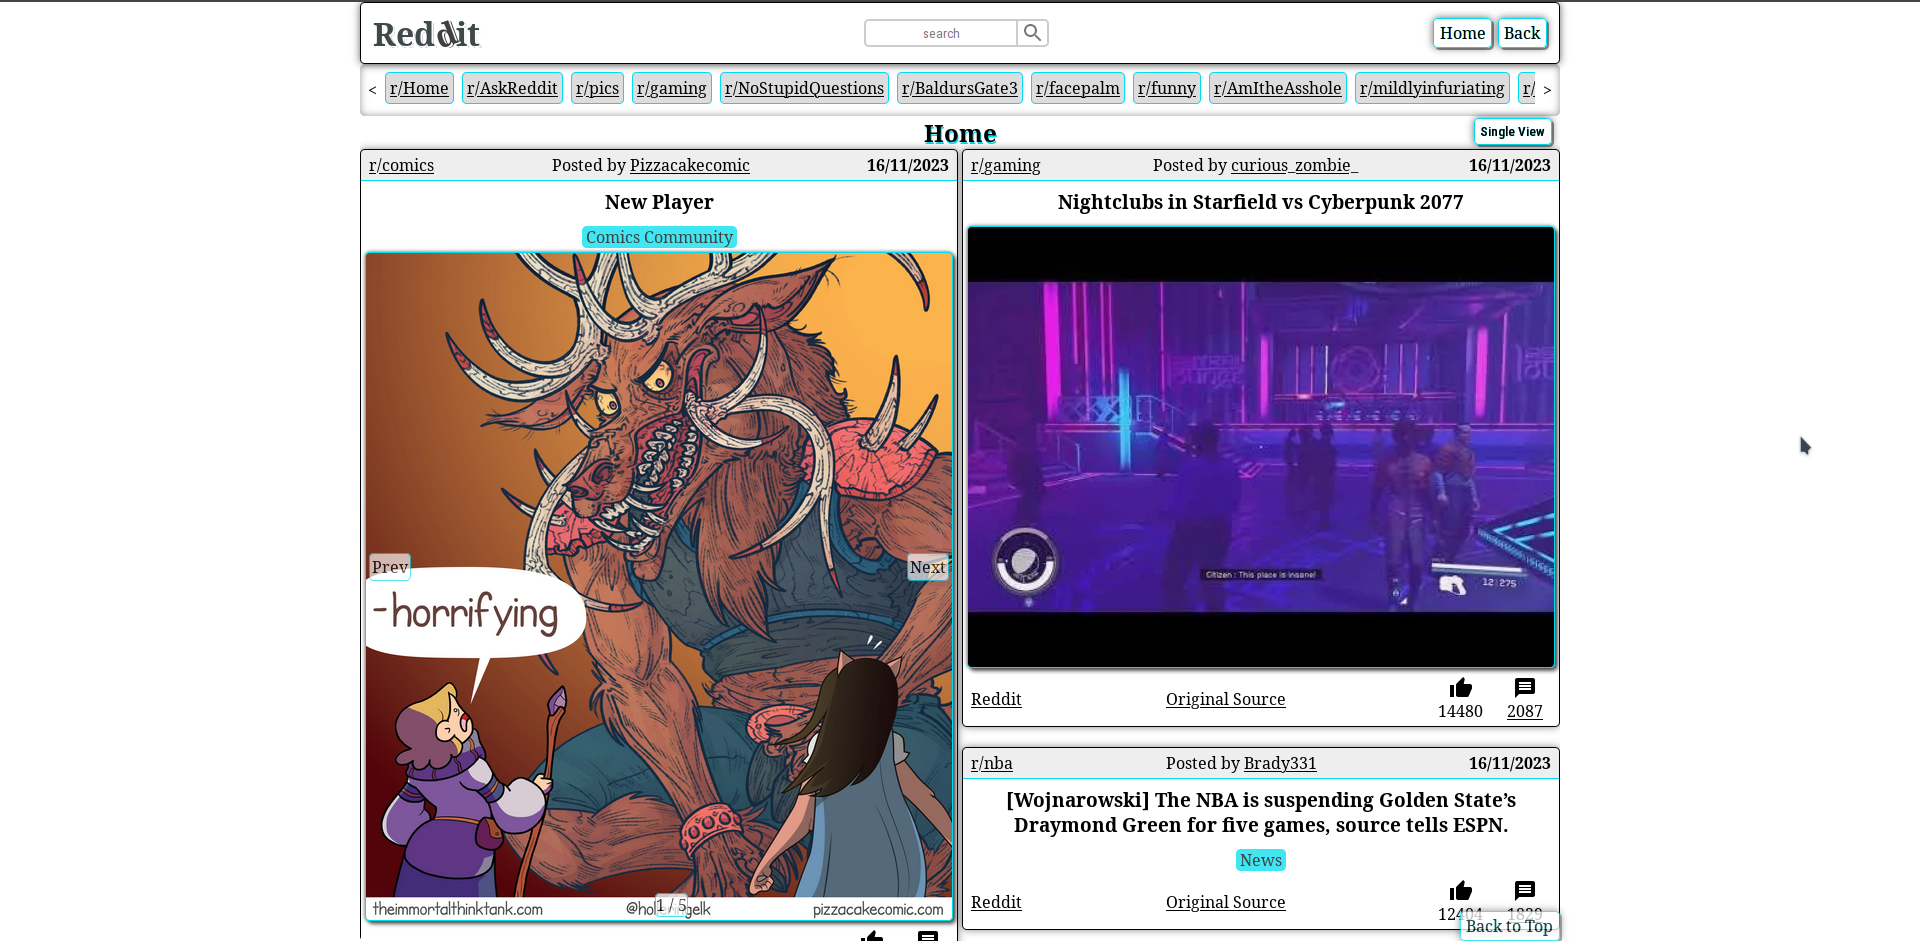 Reddit
search
Home
Back
<
r/Home
r/AskReddit
r/pics
r/gaming
r/NoStupidQuestions
r/BaldursGate3
r/facepalm
r/funny
r/AmItheAsshole
r/mildlyinfuriating
r/
>
Home
Single View
r/comics
Posted by Pizzacakecomic
16/11/2023
New Player
Comics Community
Prev
Next
-horrifying
theimmortalthinktank.com
1 / 5
pizzacakecomic.com
r/gaming
Posted by curious_zombie_
16/11/2023
Nightclubs in Starfield vs Cyberpunk 2077
Citizen : This place is insane!
12 275
Reddit
Original Source
14480
2087
r/nba
Posted by Brady331
16/11/2023
[Wojnarowski] The NBA is suspending Golden State’s
Draymond Green for five games, source tells ESPN.
News
Reddit
Original Source
12404
1829
Back to Top